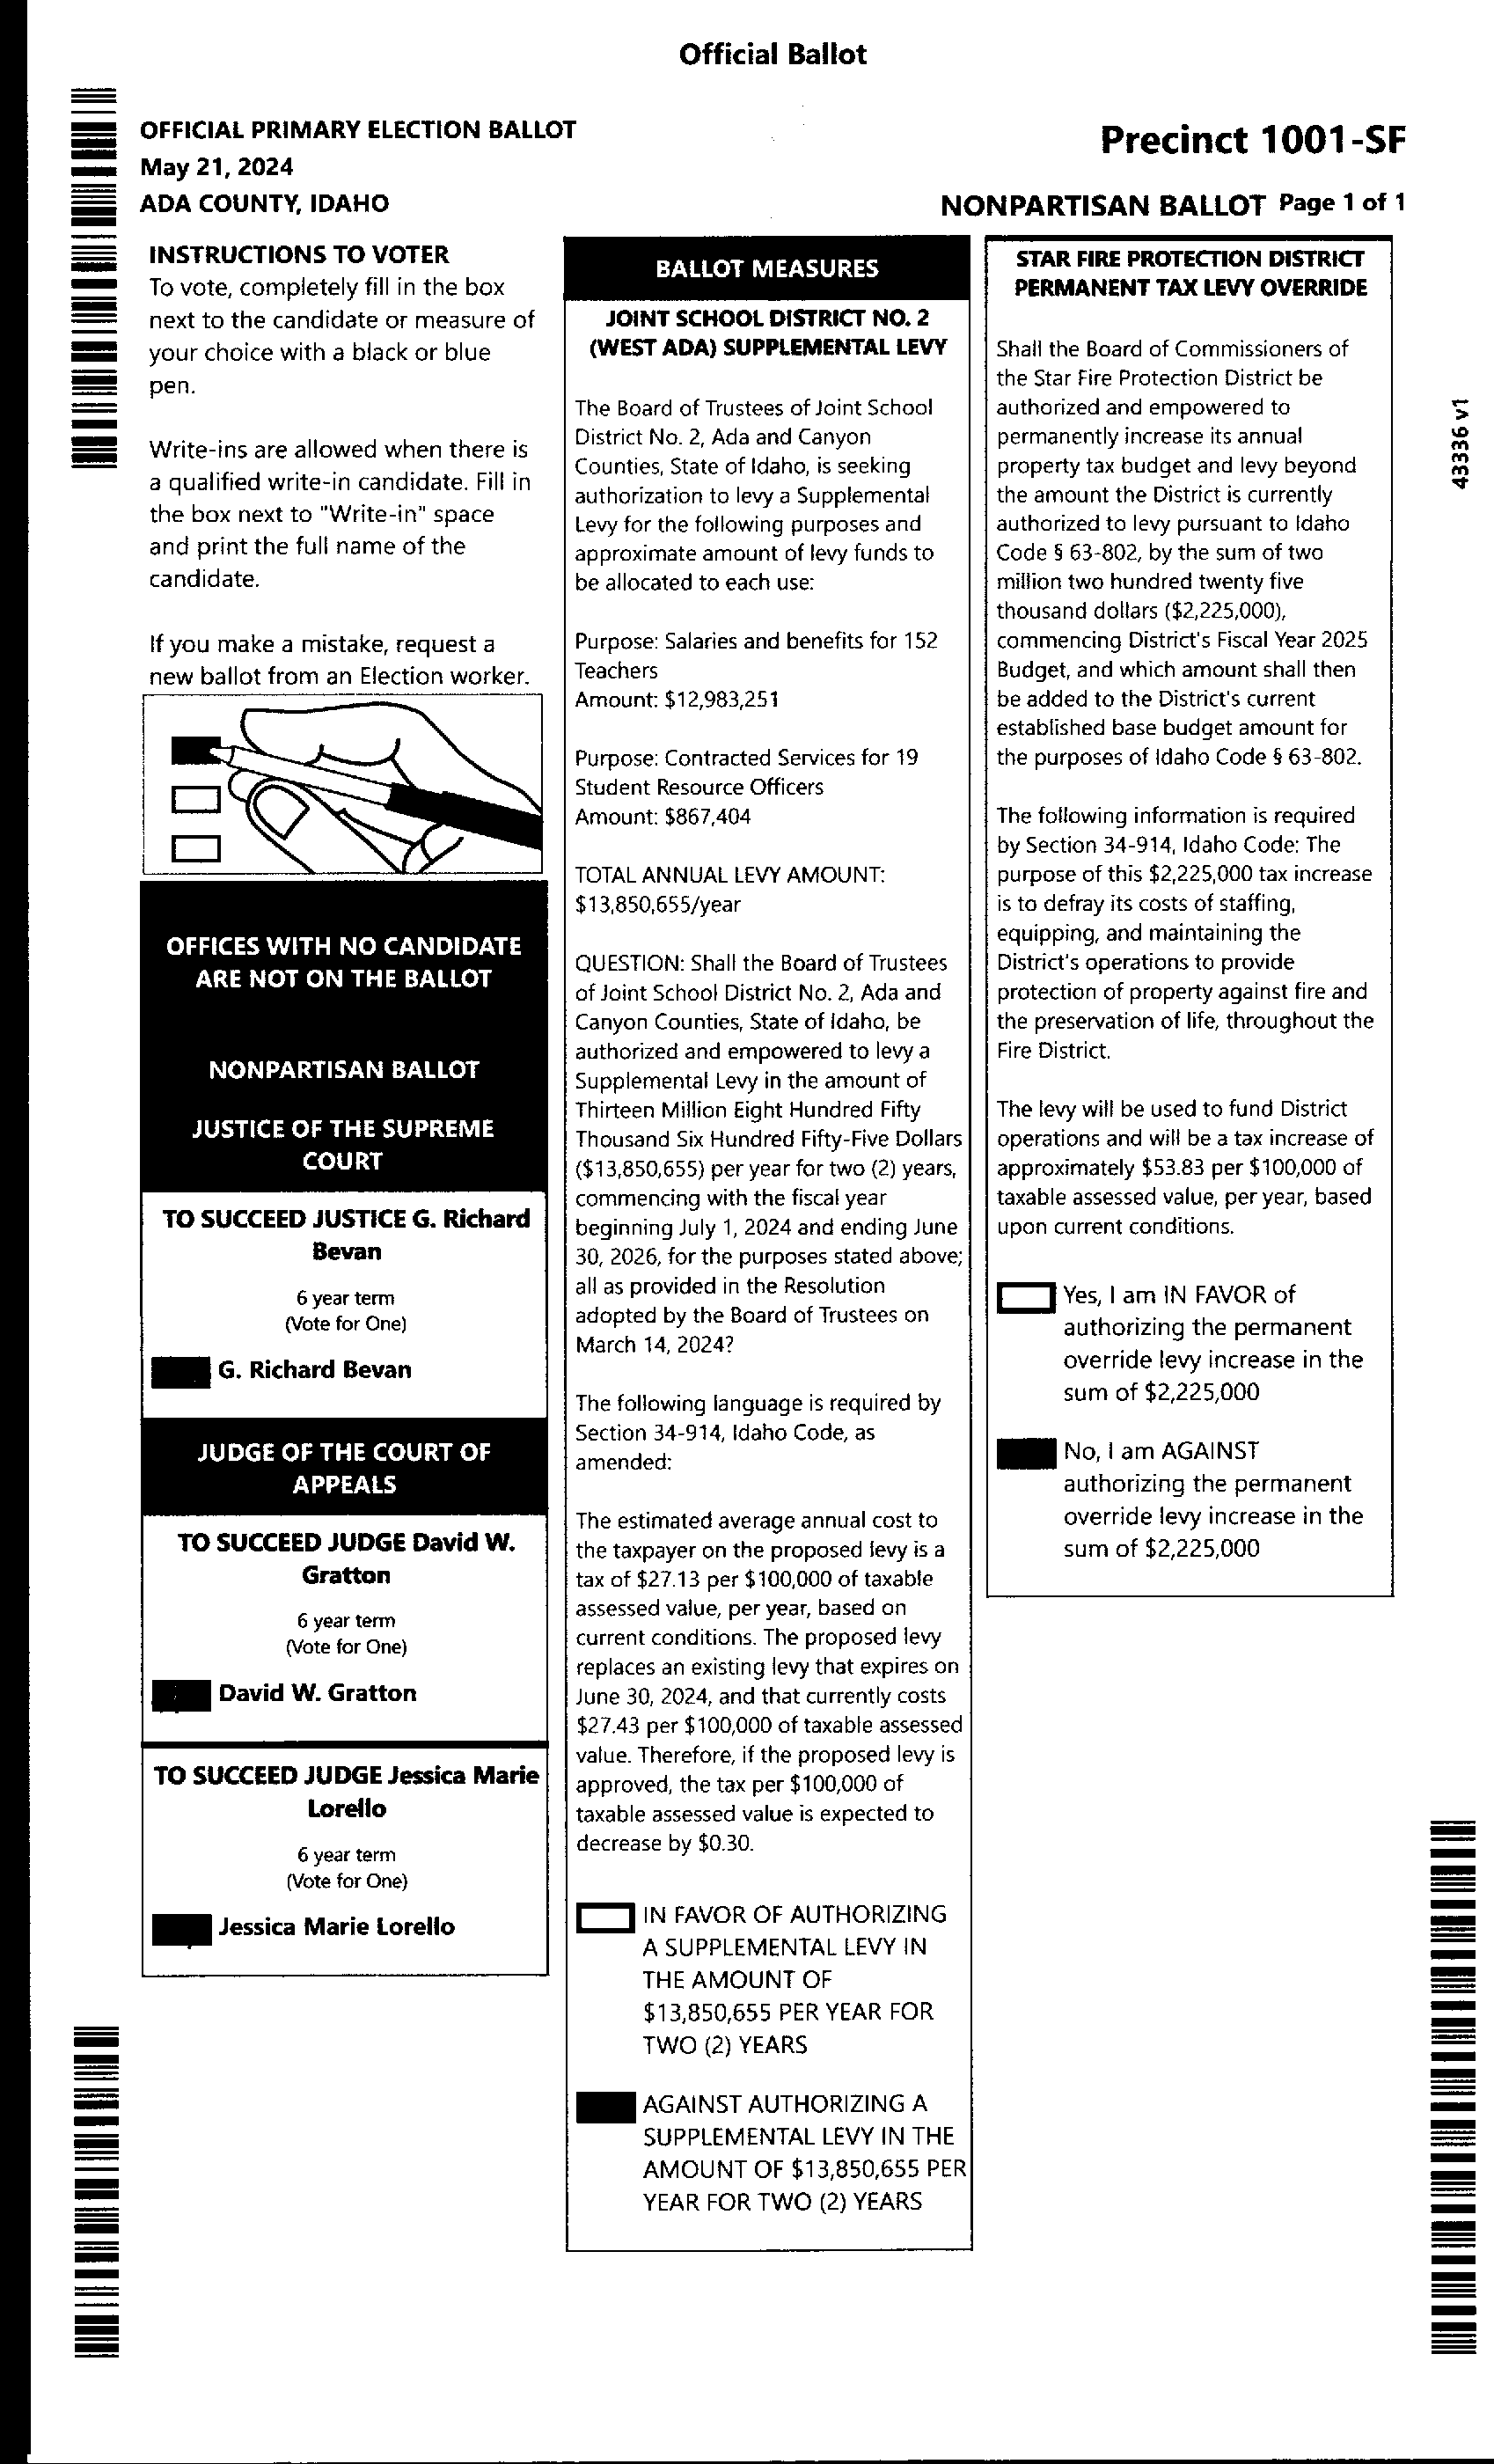 Official Ballot
OFFICIAL PRIMARY ELECTION BALLOT
May 21, 2024
ADA COUNTY, IDAHO
Precinct 1001-SF
NONPARTISAN BALLOT Page 1 of 1
INSTRUCTIONS TO VOTER
To vote, completely fill in the box
next to the candidate or measure of
your choice with a black or blue
pen.
Write-ins are allowed when there is
a qualified write-in candidate. Fill in
the box next to "Write-in" space
and print the full name of the
candidate.
If you make a mistake, request a
new ballot from an Election worker.
OFFICES WITH NO CANDIDATE
ARE NOT ON THE BALLOT
NONPARTISAN BALLOT
JUSTICE OF THE SUPREME
COURT
TO SUCCEED JUSTICE G. Richard
Bevan
6 year term
(Vote for One)
G. Richard Bevan
JUDGE OF THE COURT OF
APPEALS
TO SUCCEED JUDGE David W.
Gratton
6 year term
(Vote for One)
David W. Gratton
TO SUCCEED JUDGE Jessica Marie
Lorello
6 year term
(Vote for One)
Jessica Marie Lorello
BALLOT MEASURES
JOINT SCHOOL DISTRICT NO. 2
(WEST ADA) SUPPLEMENTAL LEVY
The Board of Trustees of Joint School
District No. 2, Ada and Canyon
Counties, State of Idaho, is seeking
authorization to levy a Supplemental
Levy for the following purposes and
approximate amount of levy funds to
be allocated to each use:
Purpose: Salaries and benefits for 152
Teachers
Amount: $12,983,251
Purpose: Contracted Services for 19
Student Resource Officers
Amount: $867,404
TOTAL ANNUAL LEVY AMOUNT:
$13,850,655/year
QUESTION: Shall the Board of Trustees
of Joint School District No. 2, Ada and
Canyon Counties, State of Idaho, be
authorized and empowered to levy a
Supplemental Levy in the amount of
Thirteen Million Eight Hundred Fifty
Thousand Six Hundred Fifty-Five Dollars
($13,850,655) per year for two (2) years,
commencing with the fiscal year
beginning July 1, 2024 and ending June
30, 2026, for the purposes stated above;
all as provided in the Resolution
adopted by the Board of Trustees on
March 14, 2024?
The following language is required by
Section 34-914, Idaho Code, as
amended:
The estimated average annual cost to
the taxpayer on the proposed levy is a
tax of $27.13 per $100,000 of taxable
assessed value, per year, based on
current conditions. The proposed levy
replaces an existing levy that expires on
June 30, 2024, and that currently costs
$27.43 per $100,000 of taxable assessed
value. Therefore, if the proposed levy is
approved, the tax per $100,000 of
taxable assessed value is expected to
decrease by $0.30.
IN FAVOR OF AUTHORIZING
A SUPPLEMENTAL LEVY IN
THE AMOUNT OF
$13,850,655 PER YEAR FOR
TWO (2) YEARS
AGAINST AUTHORIZING A
SUPPLEMENTAL LEVY IN THE
AMOUNT OF $13,850,655 PER
YEAR FOR TWO (2) YEARS
STAR FIRE PROTECTION DISTRICT
PERMANENT TAX LEVY OVERRIDE
Shall the Board of Commissioners of
the Star Fire Protection District be
authorized and empowered to
permanently increase its annual
property tax budget and levy beyond
the amount the District is currently
authorized to levy pursuant to Idaho
Code § 63-802, by the sum of two
million two hundred twenty five
thousand dollars ($2,225,000),
commencing District's Fiscal Year 2025
Budget, and which amount shall then
be added to the District's current
established base budget amount for
the purposes of Idaho Code § 63-802.
The following information is required
by Section 34-914, Idaho Code: The
purpose of this $2,225,000 tax increase
is to defray its costs of staffing,
equipping, and maintaining the
District's operations to provide
protection of property against fire and
the preservation of life, throughout the
Fire District.
The levy will be used to fund District
operations and will be a tax increase of
approximately $53.83 per $100,000 of
taxable assessed value, per year, based
upon current conditions.
Yes, I am IN FAVOR of
authorizing the permanent
override levy increase in the
sum of $2,225,000
No, I am AGAINST
authorizing the permanent
override levy increase in the
sum of $2,225,000
43336 v1